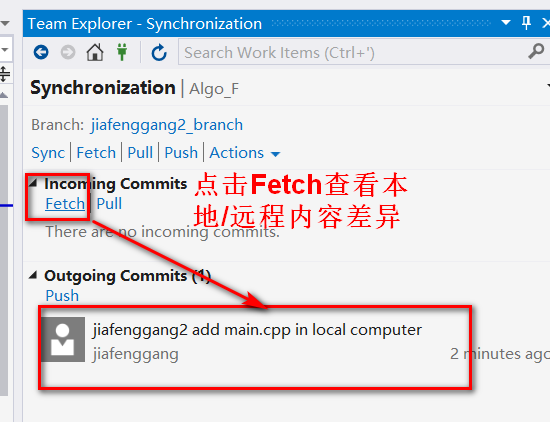 Team Explorer - Synchronization
Search Work Items (Ctrl+')
Synchronization | Algo_F
Branch: jiafenggang2_branch
Sync | Fetch | Pull | Push | Actions
Incoming Commits
Fetch | Pull
There are no incoming commits.
点击Fetch查看本
地/远程内容差异
Outgoing Commits (1)
Push
jiafenggang2 add main.cpp in local computer
jiafenggang
2 minutes ago